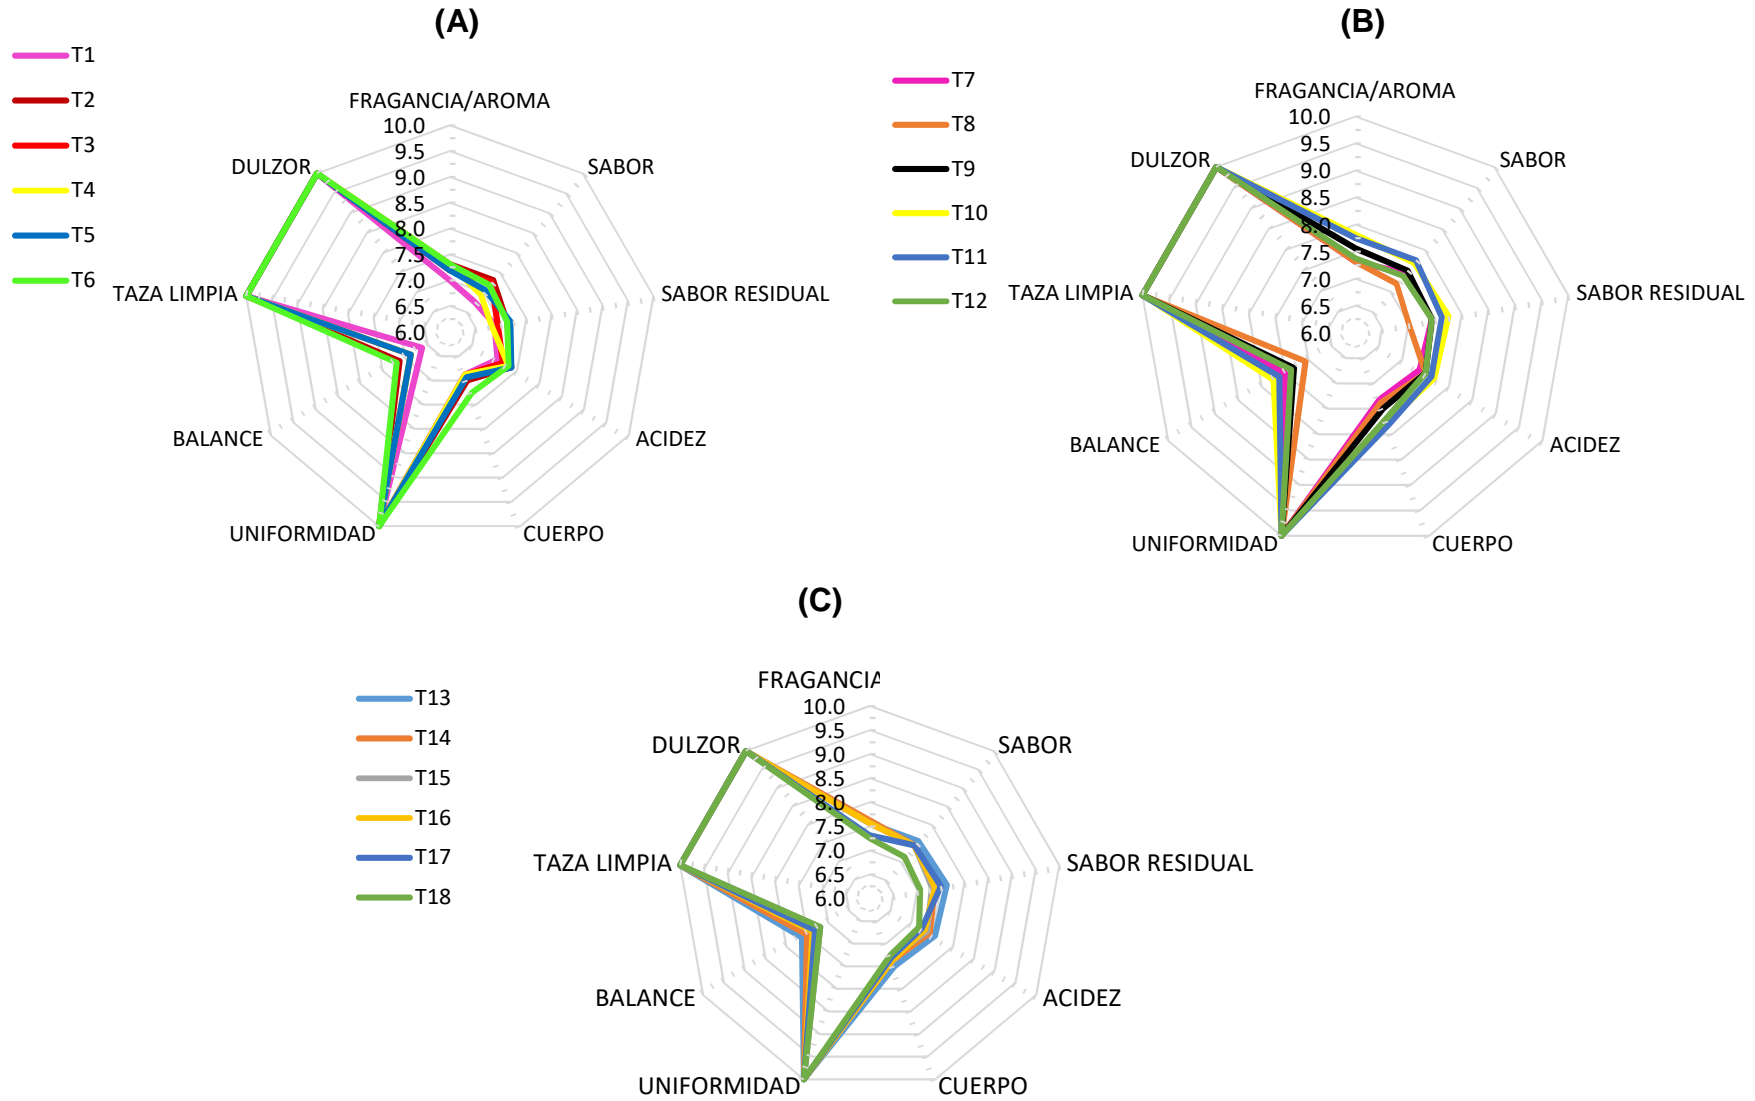 (A)
T1
T2
T3
T4
T5
T6
FRAGANCIA/AROMA
SABOR
SABOR RESIDUAL
ACIDEZ
CUERPO
UNIFORMIDAD
BALANCE
TAZA LIMPIA
DULZOR
10.0
9.5
9.0
8.5
8.0
7.5
7.0
6.5
6.0
(B)
T7
T8
T9
T10
T11
T12
FRAGANCIA/AROMA
SABOR
SABOR RESIDUAL
ACIDEZ
CUERPO
UNIFORMIDAD
BALANCE
TAZA LIMPIA
DULZOR
10.0
9.5
9.0
8.5
8.0
7.5
7.0
6.5
6.0
(C)
T13
T14
T15
T16
T17
T18
FRAGANCIA
SABOR
SABOR RESIDUAL
ACIDEZ
CUERPO
UNIFORMIDAD
BALANCE
TAZA LIMPIA
DULZOR
10.0
9.5
9.0
8.5
8.0
7.5
7.0
6.5
6.0